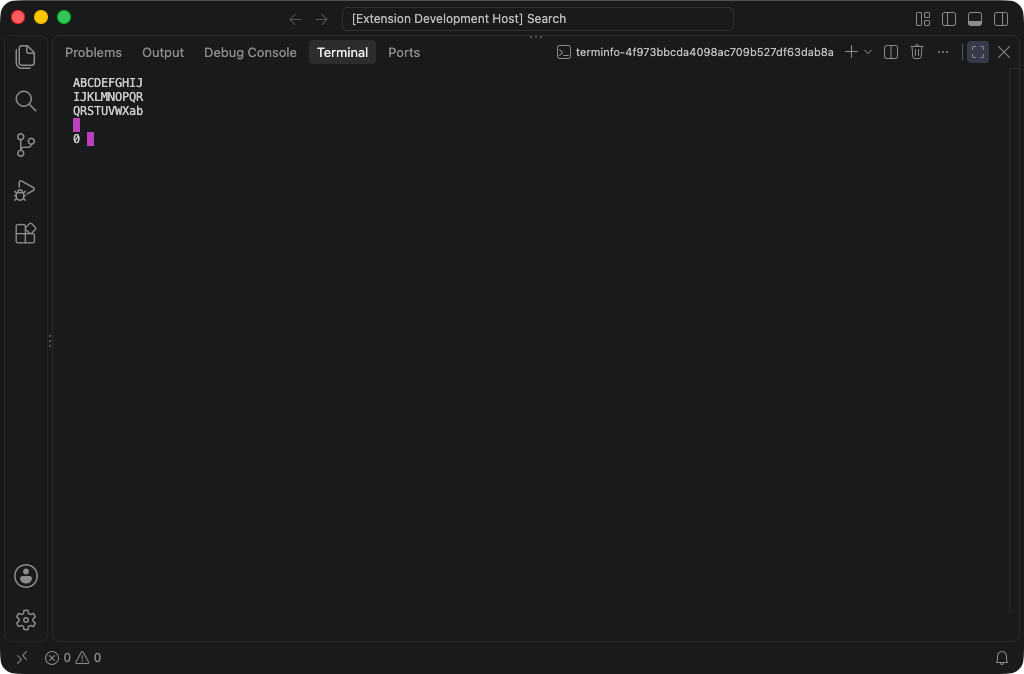 [Extension Development Host] Search
Problems Output Debug Console Terminal Ports
terminfo-4f973bbcda4098ac709b527df63dab8a
ABCDEFGHIJ
IJKLMNOPQR
QRSTUVWXab
0
0 0